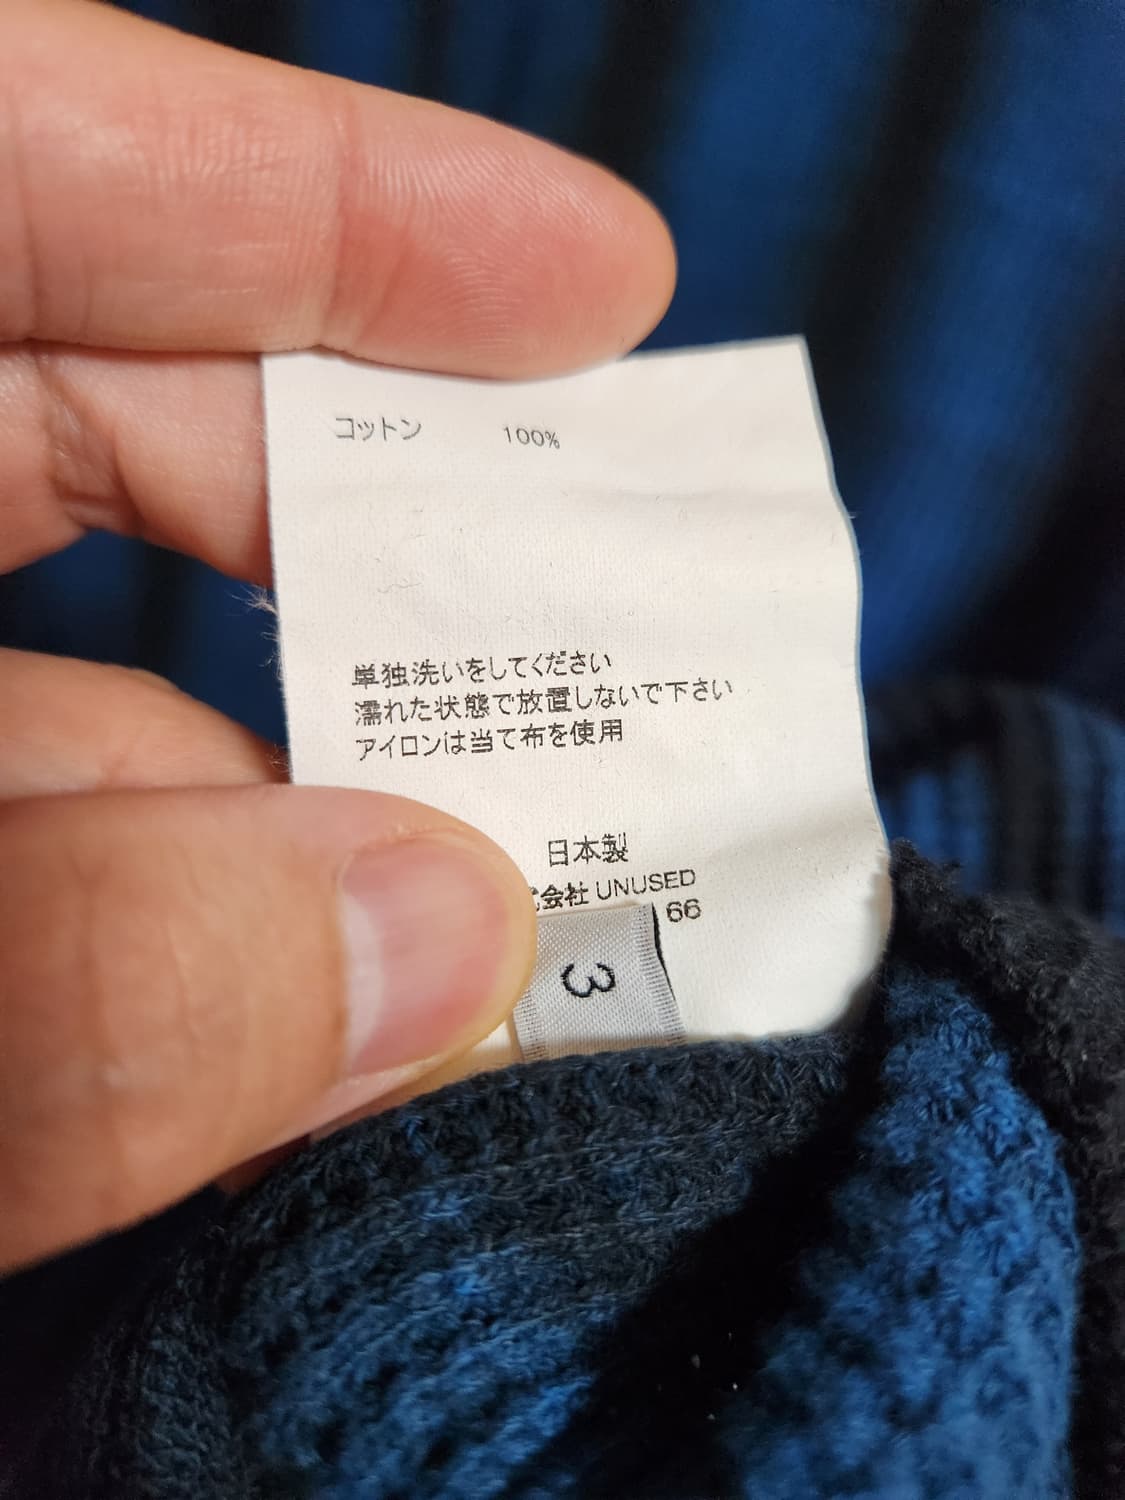 コットン 100%
単独洗いをしてください
濡れた状態で放置しないで下さい
アイロンは当て布を使用
日本製
会社 UNUSED
66
3